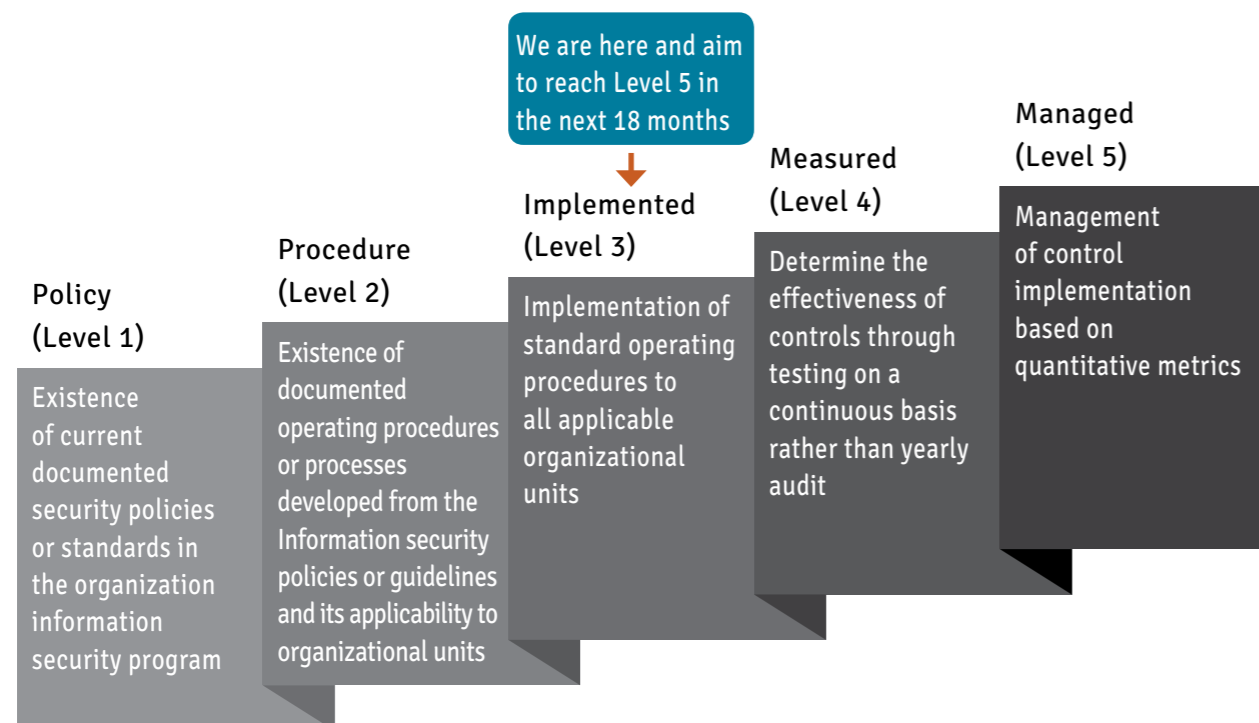 We are here and aim
to reach Level 5 in
the next 18 months
Policy
(Level 1)
Existence
of current
documented
security policies
or standards in
the organization
information
security program
Procedure
(Level 2)
Existence of
documented
operating procedures
or processes
developed from the
Information security
policies or guidelines
and its applicability to
organizational units
Implemented
(Level 3)
Implementation of
standard operating
procedures to
all applicable
organizational
units
Measured
(Level 4)
Determine the
effectiveness of
controls through
testing on a
continuous basis
rather than yearly
audit
Managed
(Level 5)
Management
of control
implementation
based on
quantitative metrics